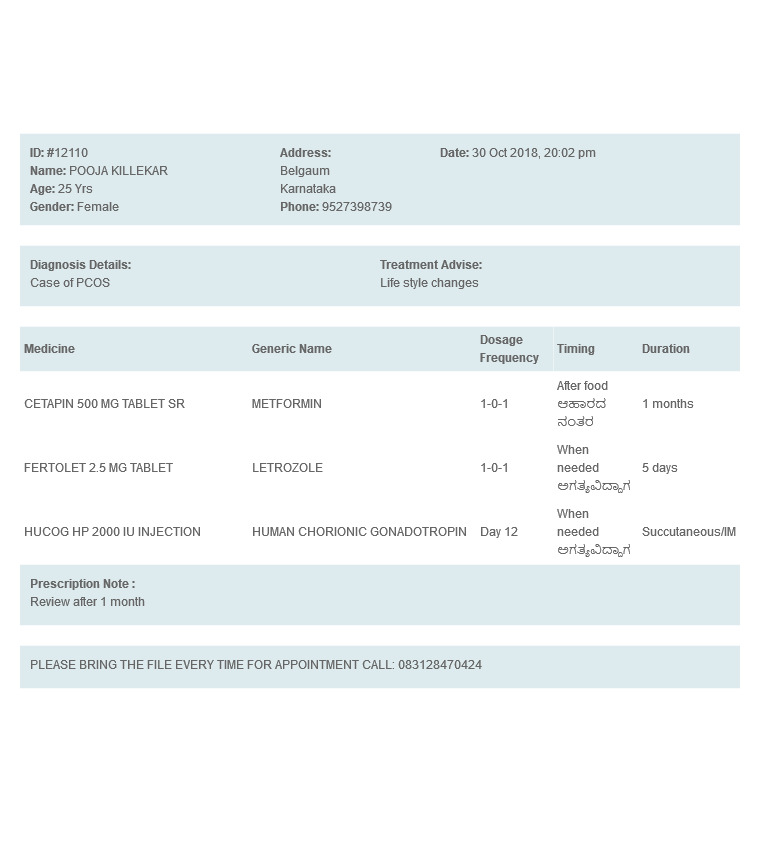 ID: #12110
Name: POOJA KILLEKAR
Age: 25 Yrs
Gender: Female
Address:
Belgaum
Karnataka
Phone: 9527398739
Date: 30 Oct 2018, 20:02 pm
Diagnosis Details:
Case of PCOS
Treatment Advise:
Life style changes
Medicine Generic Name Dosage Frequency Timing Duration
CETAPIN 500 MG TABLET SR METFORMIN 1-0-1 After food ಆಹಾರದ ನಂತರ 1 months
FERTOLET 2.5 MG TABLET LETROZOLE 1-0-1 When needed ಅಗತ್ಯವಿದ್ದಾಗ 5 days
HUCOG HP 2000 IU INJECTION HUMAN CHORIONIC GONADOTROPIN Day 12 When needed ಅಗತ್ಯವಿದ್ದಾಗ Succutaneous/IM
Prescription Note :
Review after 1 month
PLEASE BRING THE FILE EVERY TIME FOR APPOINTMENT CALL: 083128470424